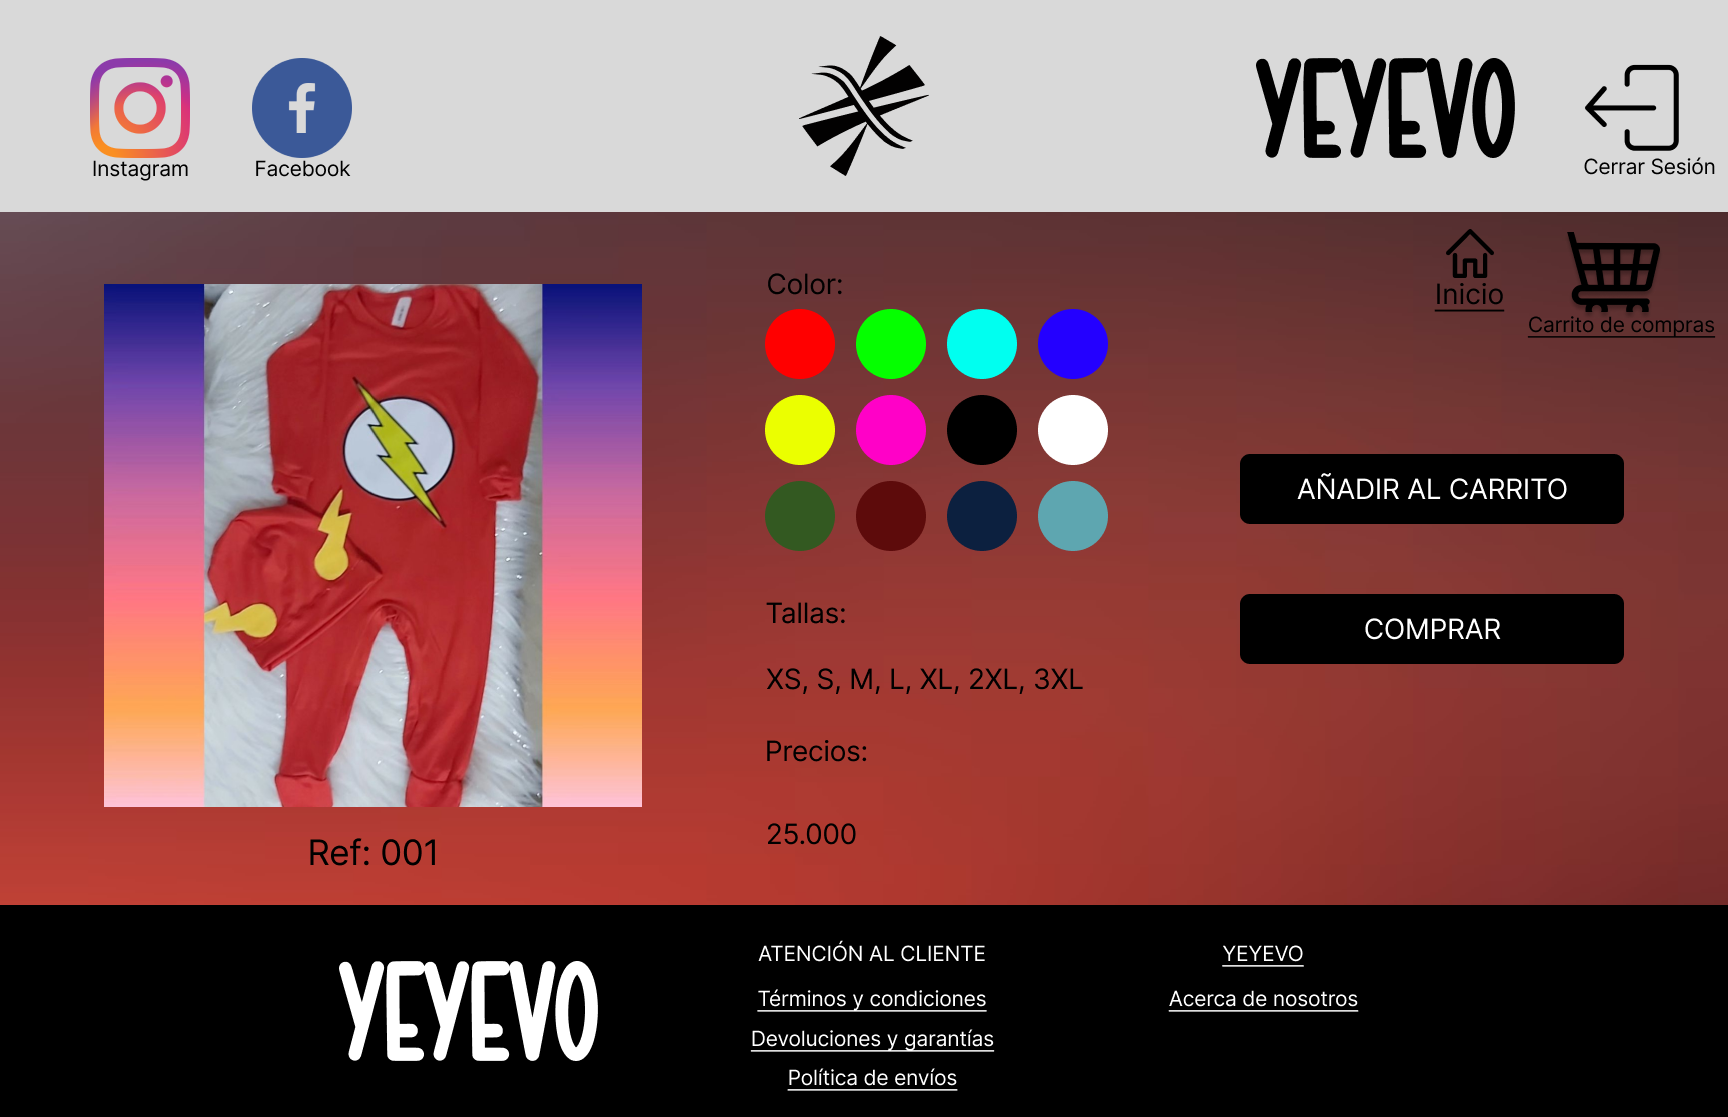 Instagram
Facebook
YEYEVO
Cerrar Sesión
Inicio
Carrito de compras
Color:
AÑADIR AL CARRITO
COMPRAR
Tallas:
XS, S, M, L, XL, 2XL, 3XL
Precios:
25.000
Ref: 001
YEYEVO
ATENCIÓN AL CLIENTE
Términos y condiciones
Devoluciones y garantías
Política de envíos
YEYEVO
Acerca de nosotros